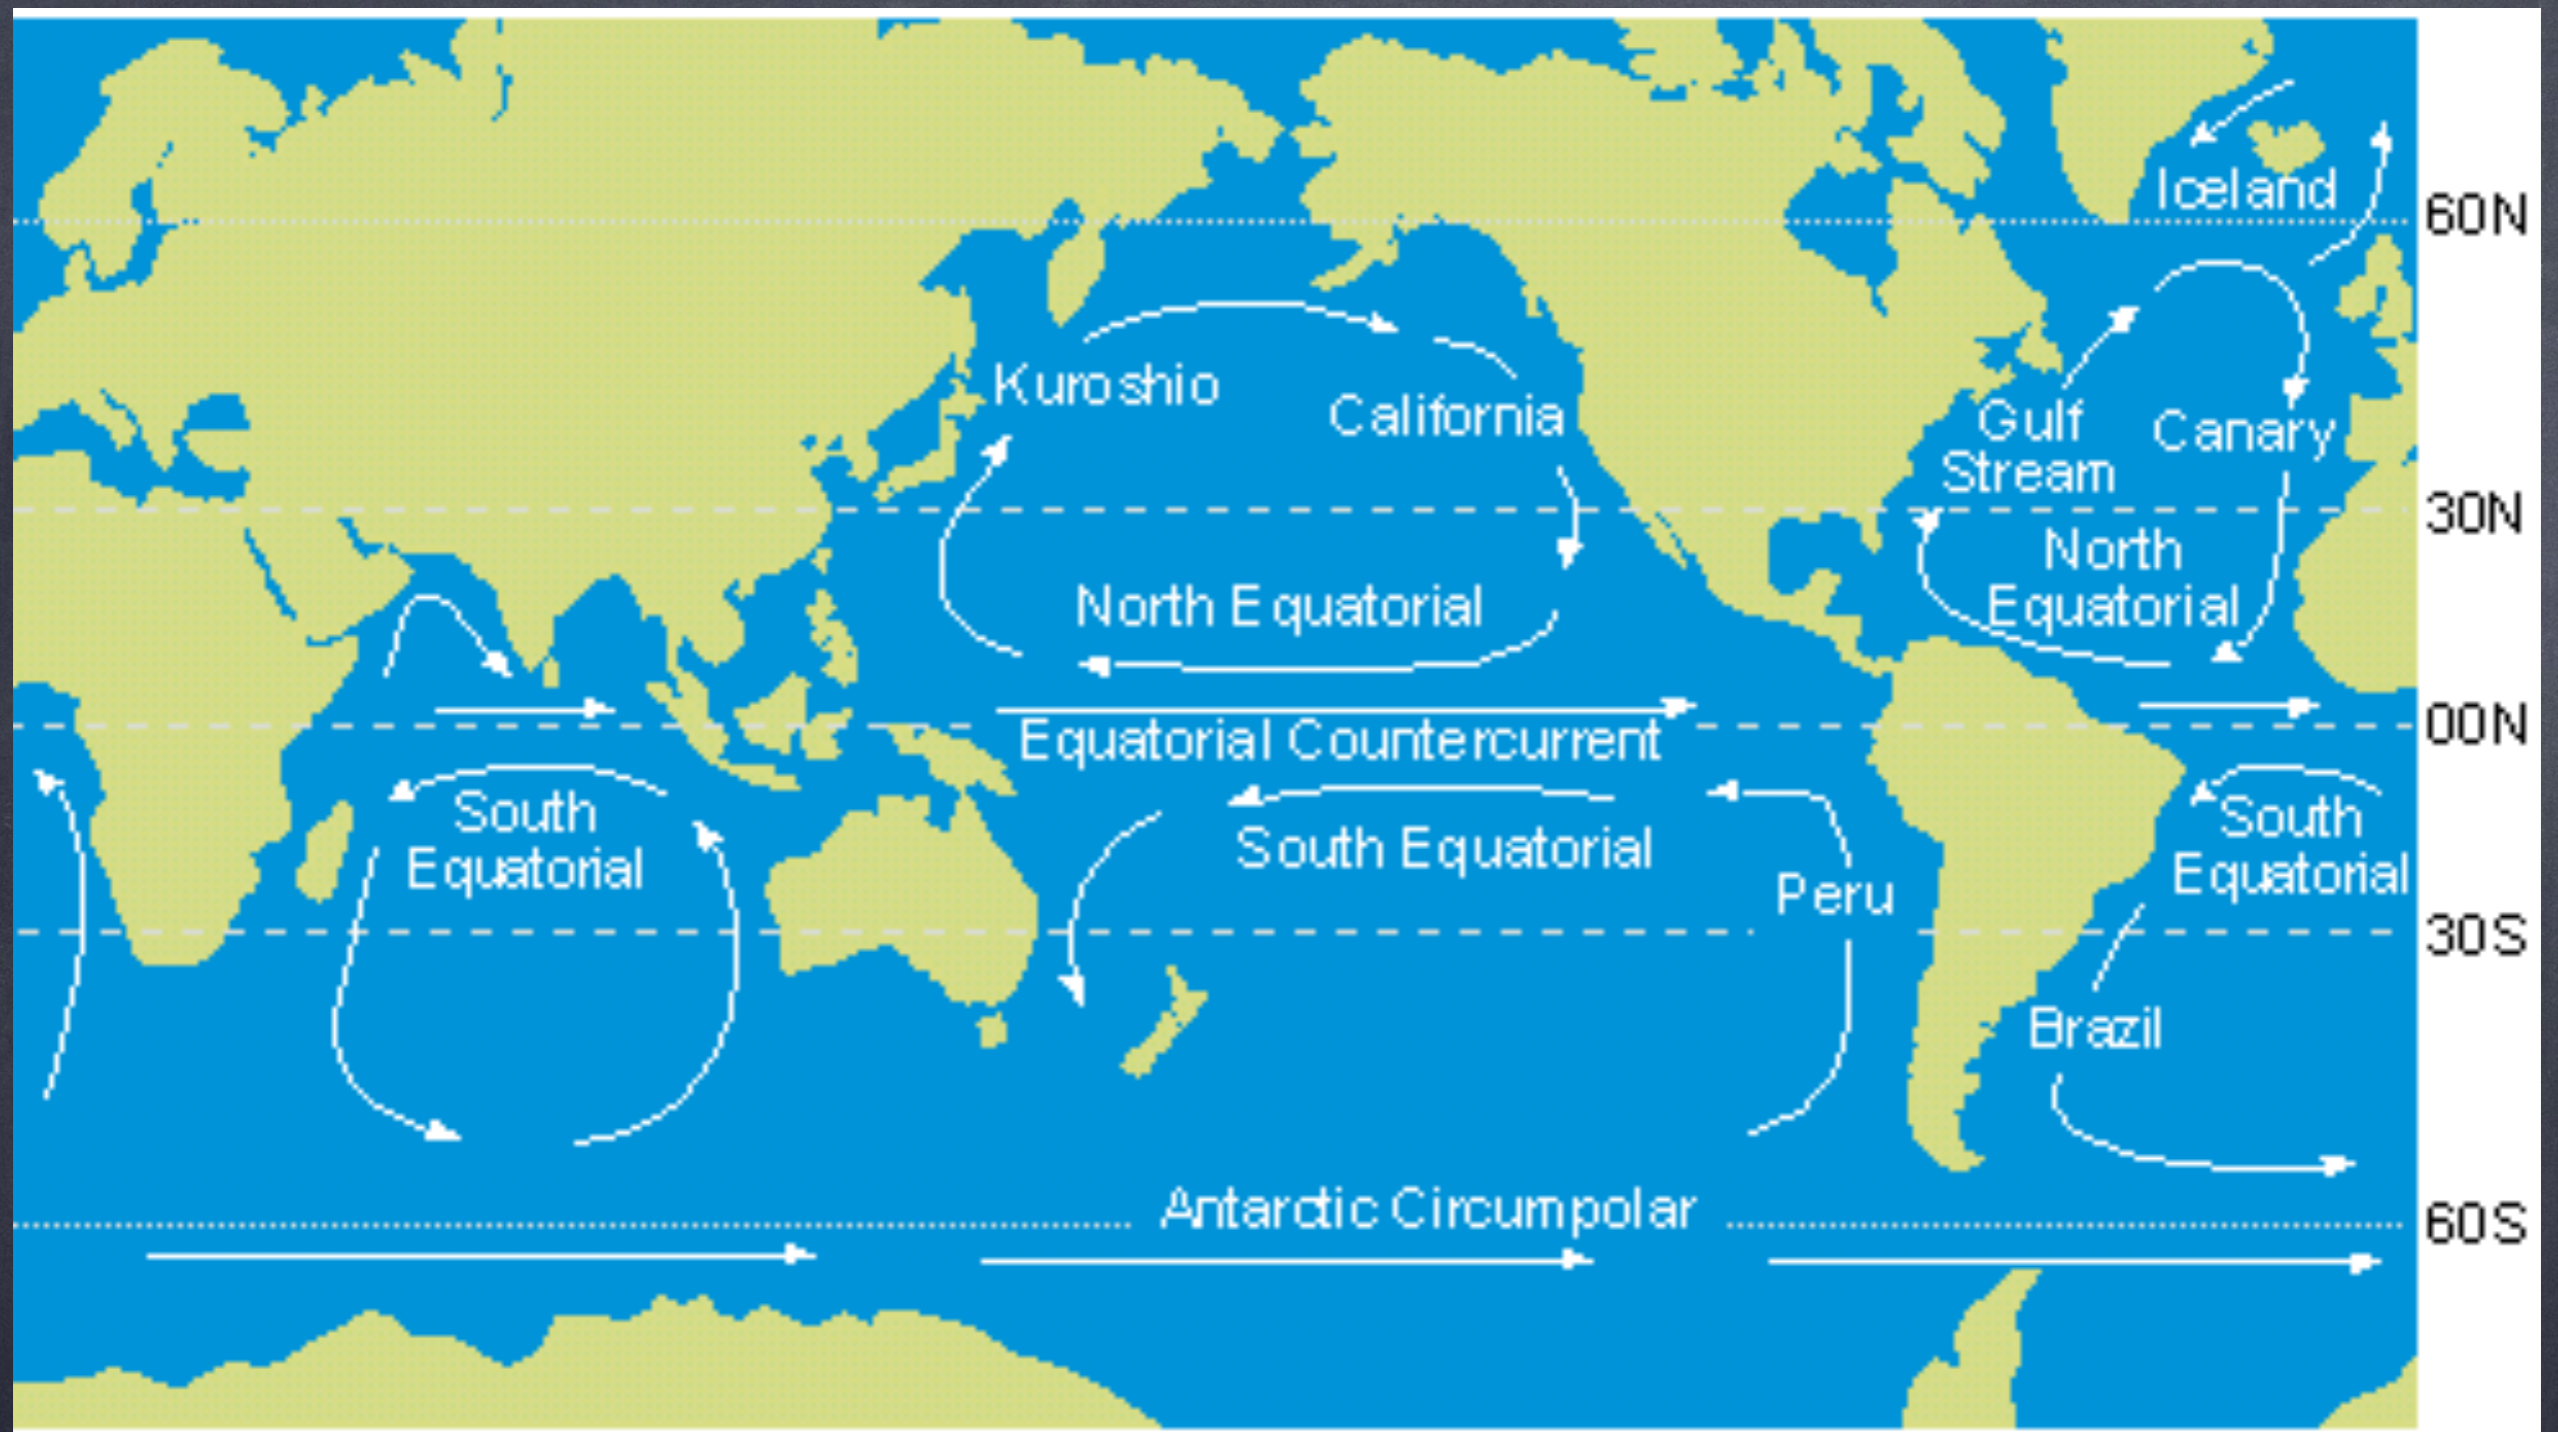 Iceland
60N
Kuroshio
California
Gulf
Stream
Canary
30N
North Equatorial
North
Equatorial
00N
Equatorial Countercurrent
South
Equatorial
South Equatorial
Peru
South
Equatorial
30S
Brazil
Antarctic Circumpolar
60S